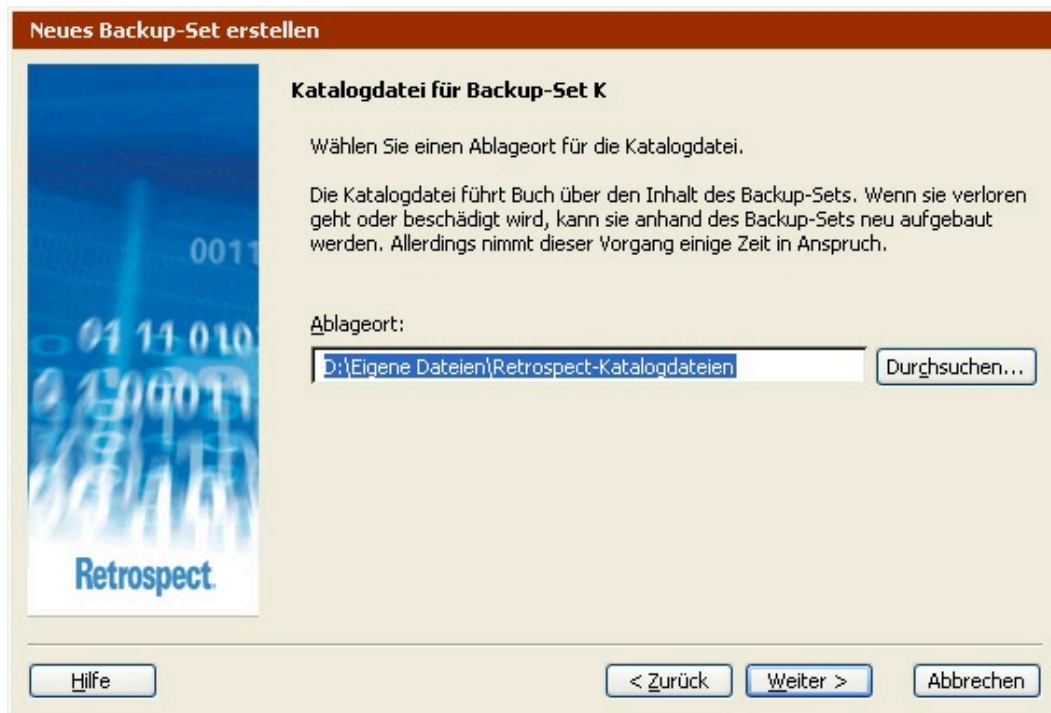 Neues Backup-Set erstellen
Katalogdatei für Backup-Set K
Wählen Sie einen Ablageort für die Katalogdatei.
Die Katalogdatei führt Buch über den Inhalt des Backup-Sets. Wenn sie verloren
geht oder beschädigt wird, kann sie anhand des Backup-Sets neu aufgebaut
werden. Allerdings nimmt dieser Vorgang einige Zeit in Anspruch.
0011
01 11 010
Ablageort:
D:\Eigene Dateien\Retrospect-Katalogdateien
Durchsuchen...
Retrospect.
Hilfe
< Zurück
Weiter >
Abbrechen